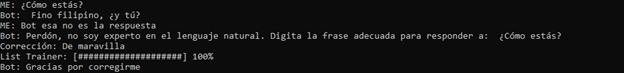 ME: ¿Cómo estás?
Bot:  Fino filipino, ¿y tú?
ME: Bot esa no es la respuesta
Bot: Perdón, no soy experto en el lenguaje natural. Digita la frase adecuada para responder a:  ¿Cómo estás?
Corrección: De maravilla
List Trainer: [####################] 100%
Bot: Gracias por corregirme